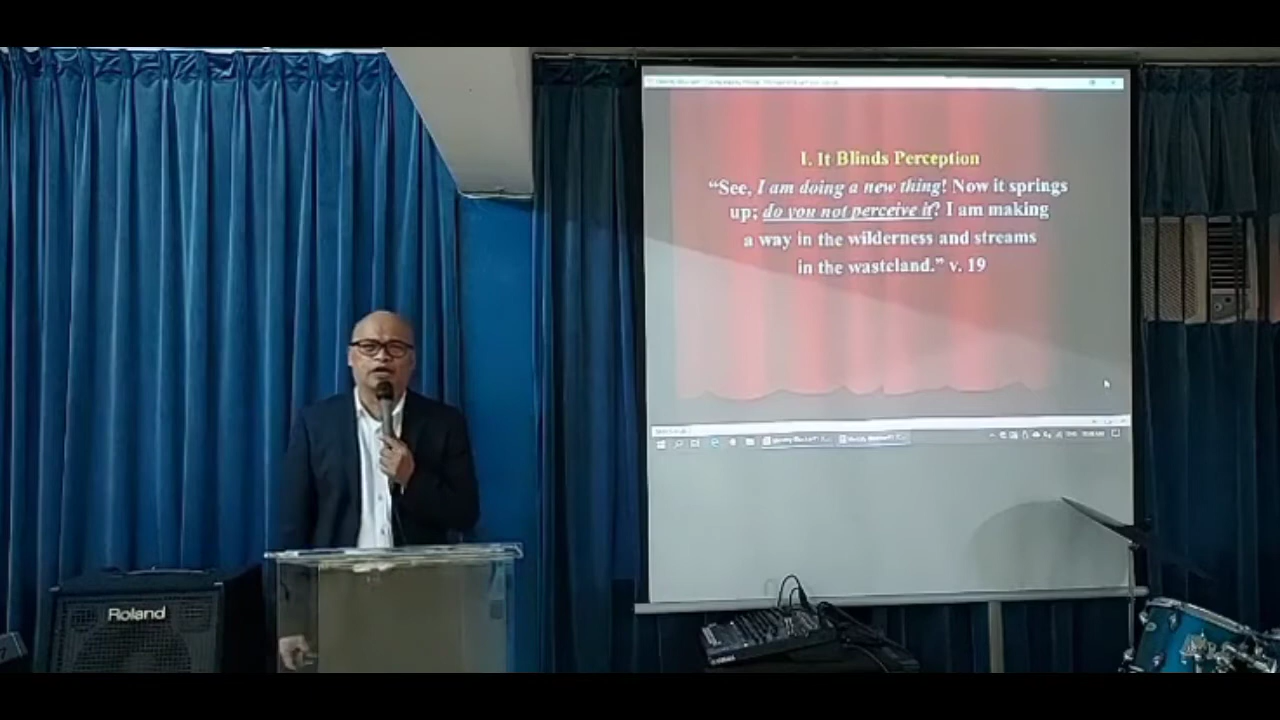 I. It Blinds Perception
“See, I am doing a new thing! Now it springs
up; do you not perceive it? I am making
a way in the wilderness and streams
in the wasteland.” v. 19
Roland